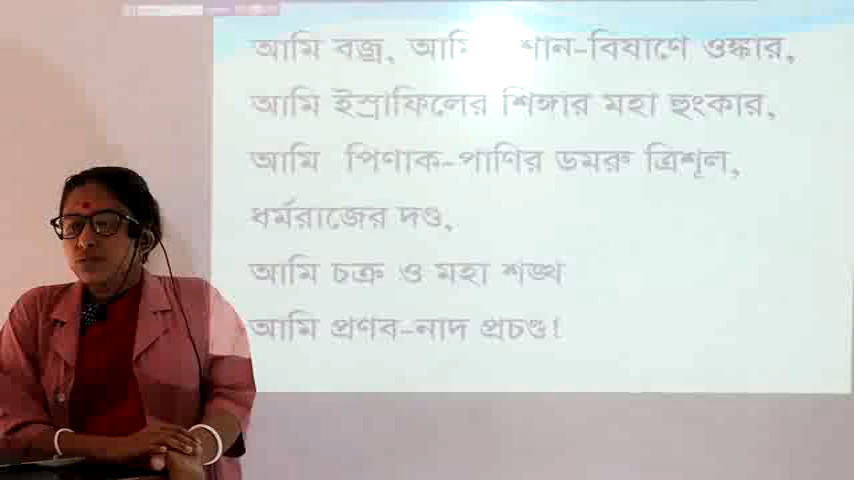 আমি বজ্র, আমি শান-বিষাণে ওঙ্কার,
আমি ইস্রাফিলের শিঙ্গার মহা হুংকার,
আমি পিণাক-পাণির ডমরু ত্রিশূল,
ধর্মরাজের দণ্ড,
আমি চক্র ও মহা শঙ্খ
আমি প্রণব-নাদ প্রচণ্ড!